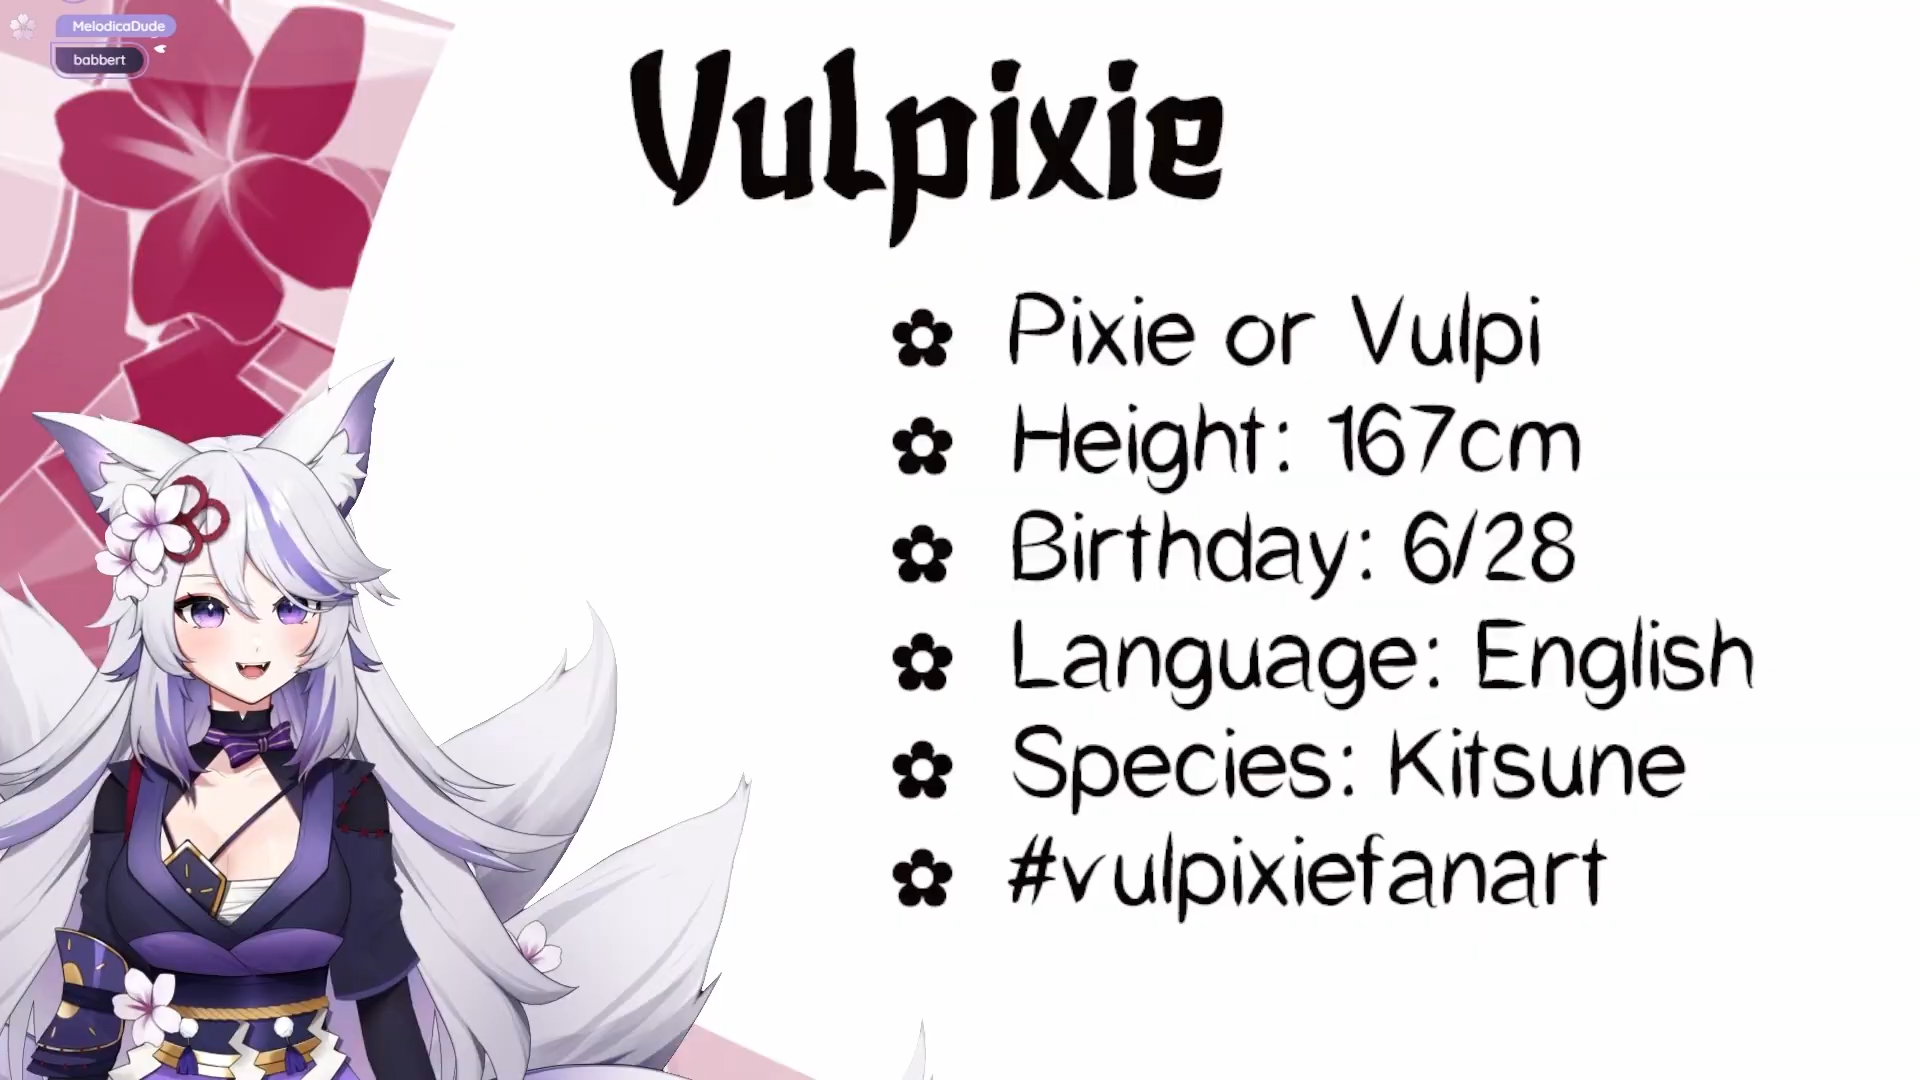 MelodicaDude
babbert
Vulpixie
Pixie or Vulpi
Height: 167cm
Birthday: 6/28
Language: English
Species: Kitsune
#vulpixiefanart